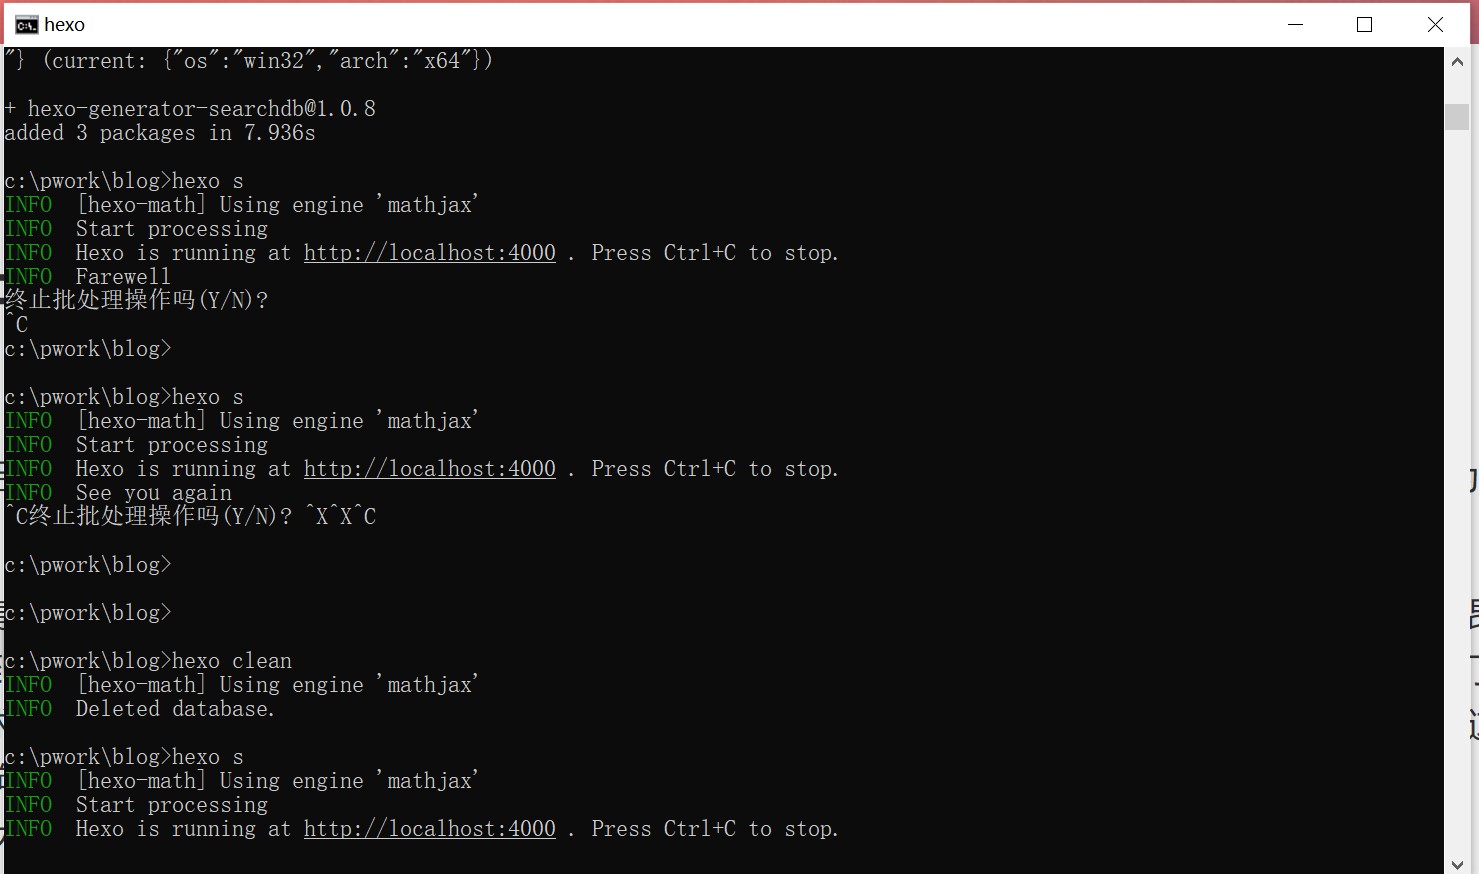 hexo
"} (current: {"os":"win32","arch":"x64"})
+ hexo-generator-searchdb@1.0.8
added 3 packages in 7.936s
c:\pwork\blog>hexo s
INFO  [hexo-math] Using engine 'mathjax'
INFO  Start processing
INFO  Hexo is running at http://localhost:4000 . Press Ctrl+C to stop.
INFO  Farewell
终止批处理操作吗(Y/N)?
^C
c:\pwork\blog>
c:\pwork\blog>hexo s
INFO  [hexo-math] Using engine 'mathjax'
INFO  Start processing
INFO  Hexo is running at http://localhost:4000 . Press Ctrl+C to stop.
INFO  See you again
^C终止批处理操作吗(Y/N)? ^X^X^C
c:\pwork\blog>
c:\pwork\blog>
c:\pwork\blog>hexo clean
INFO  [hexo-math] Using engine 'mathjax'
INFO  Deleted database.
c:\pwork\blog>hexo s
INFO  [hexo-math] Using engine 'mathjax'
INFO  Start processing
INFO  Hexo is running at http://localhost:4000 . Press Ctrl+C to stop.